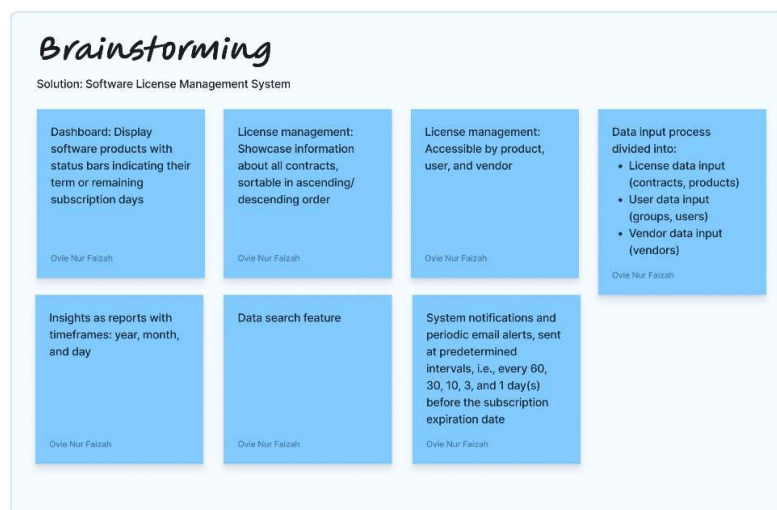 Brainstorming
Solution: Software License Management System
Dashboard: Display
software products with
status bars indicating their
term or remaining
subscription days
Ovie Nur Faizah
License management:
Showcase information
about all contracts,
sortable in ascending/
descending order
Ovie Nur Faizah
License management:
Accessible by product,
user, and vendor
Ovie Nur Faizah
Data input process
divided into:
• License data input
(contracts, products)
• User data input
(groups, users)
• Vendor data input
(vendors)
Ovie Nur Faizah
Insights as reports with
timeframes: year, month,
and day
Ovie Nur Faizah
Data search feature
Ovie Nur Faizah
System notifications and
periodic email alerts, sent
at predetermined
intervals, i.e., every 60,
30, 10, 3, and 1 day(s)
before the subscription
expiration date
Ovie Nur Faizah